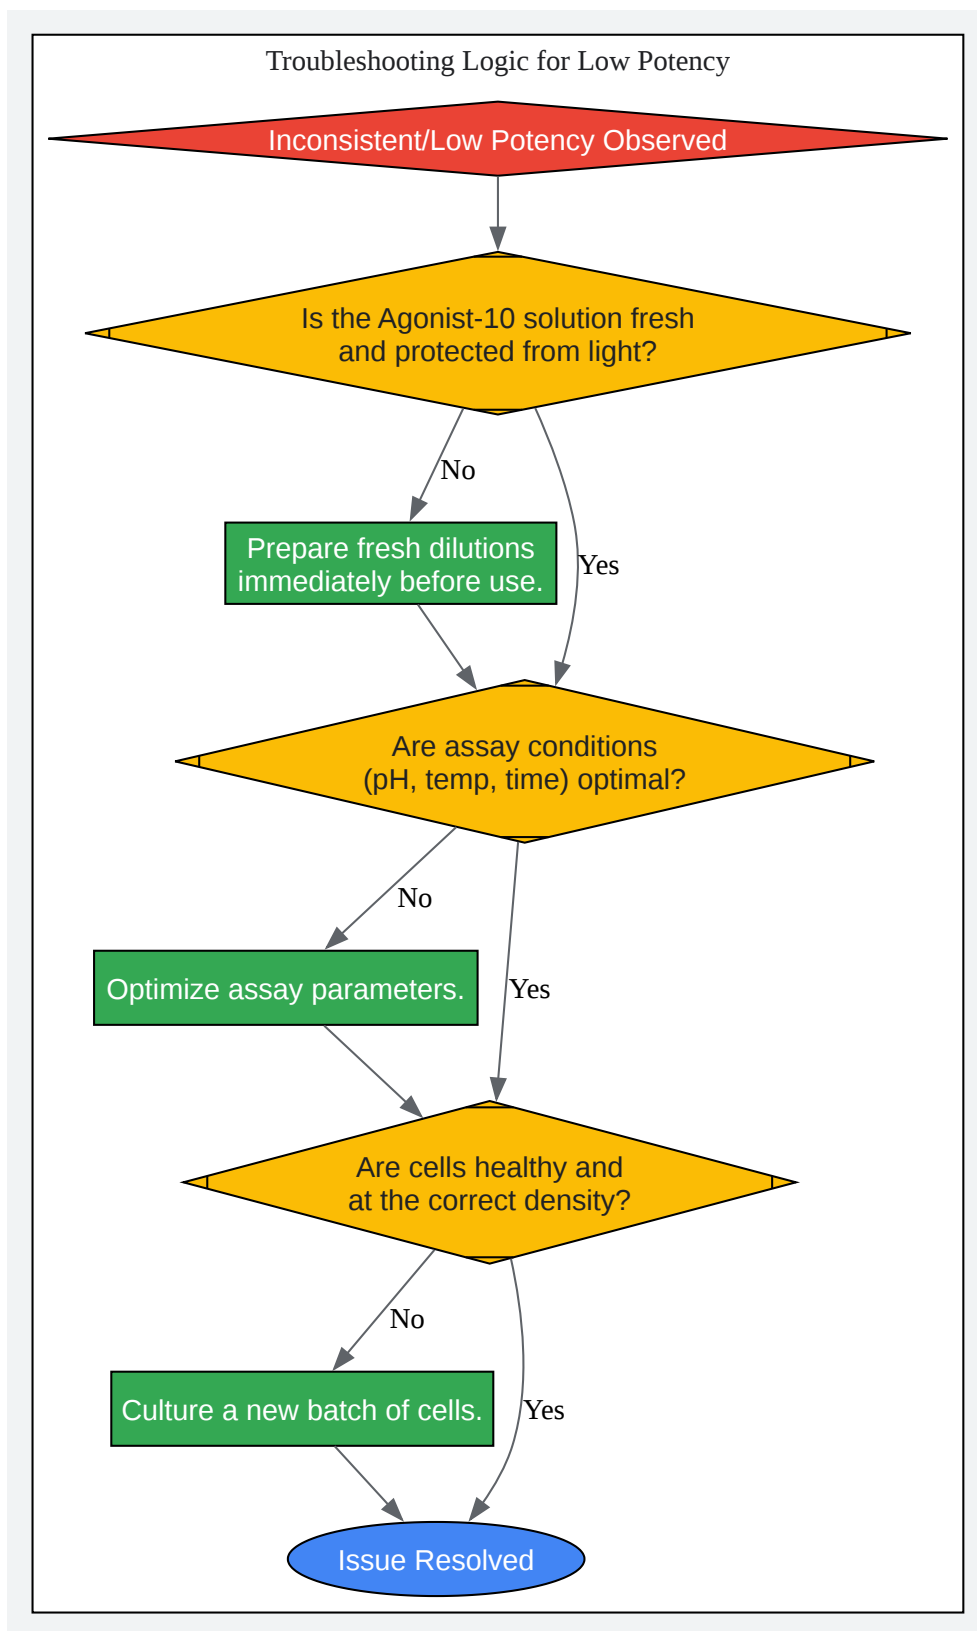 Troubleshooting Logic for Low Potency
Inconsistent/Low Potency Observed
Is the Agonist-10 solution fresh
and protected from light?
No
Prepare fresh dilutions
immediately before use.
Yes
Are assay conditions
(pH, temp, time) optimal?
No
Optimize assay parameters.
Yes
Are cells healthy and
at the correct density?
No
Culture a new batch of cells.
Yes
Issue Resolved